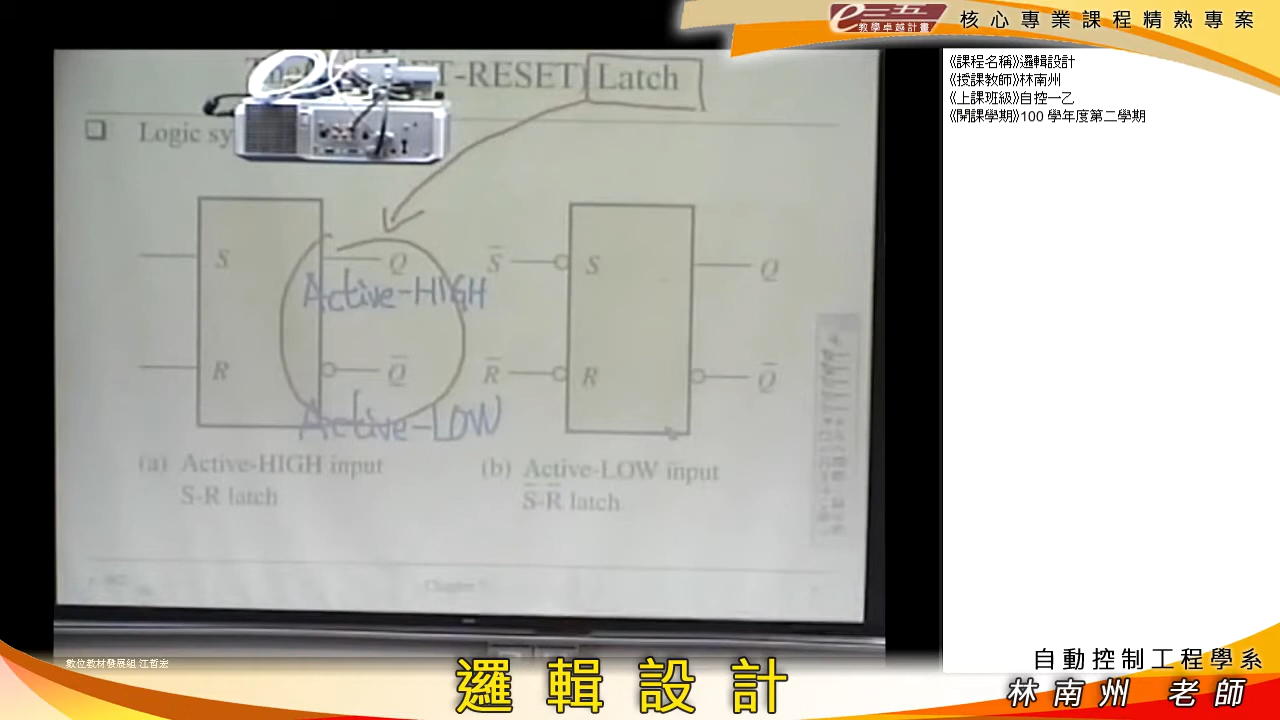 e三五
教學卓越計畫
核心專業課程精熟專案
《課程名稱》邏輯設計
《授課教師》林南州
《上課班級》自控一乙
《開課學期》100 學年度第二學期
T-RESET) Latch
❑ Logic sy
S
Q
Active-HIGH
R
Q̅
Active-LOW
S̅
S
Q
R̅
R
Q̅
(a) Active-HIGH input
S-R latch
(b) Active-LOW input
S̅-R̅ latch
Chapter
數位教材發展組 江哲宏
邏輯設計
自動控制工程學系
林南州 老師